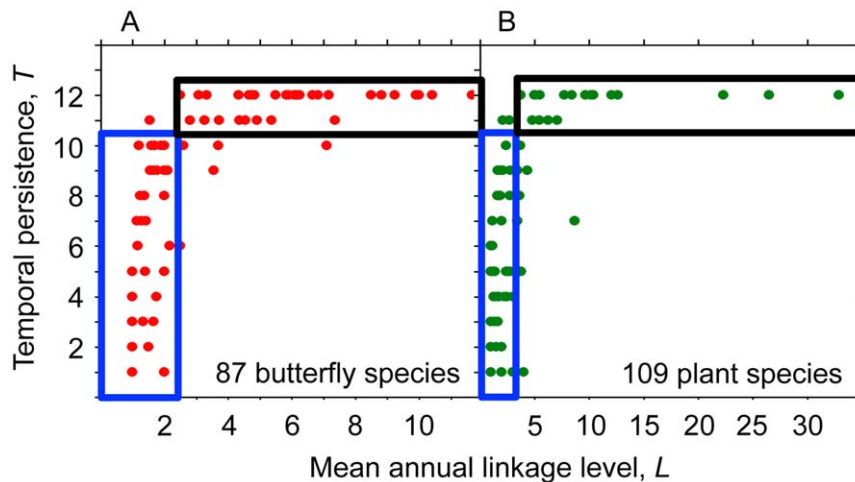 A B
Temporal persistence, T
12
10
8
6
4
2
87 butterfly species 109 plant species
2 4 6 8 10 5 10 15 20 25 30
Mean annual linkage level, L